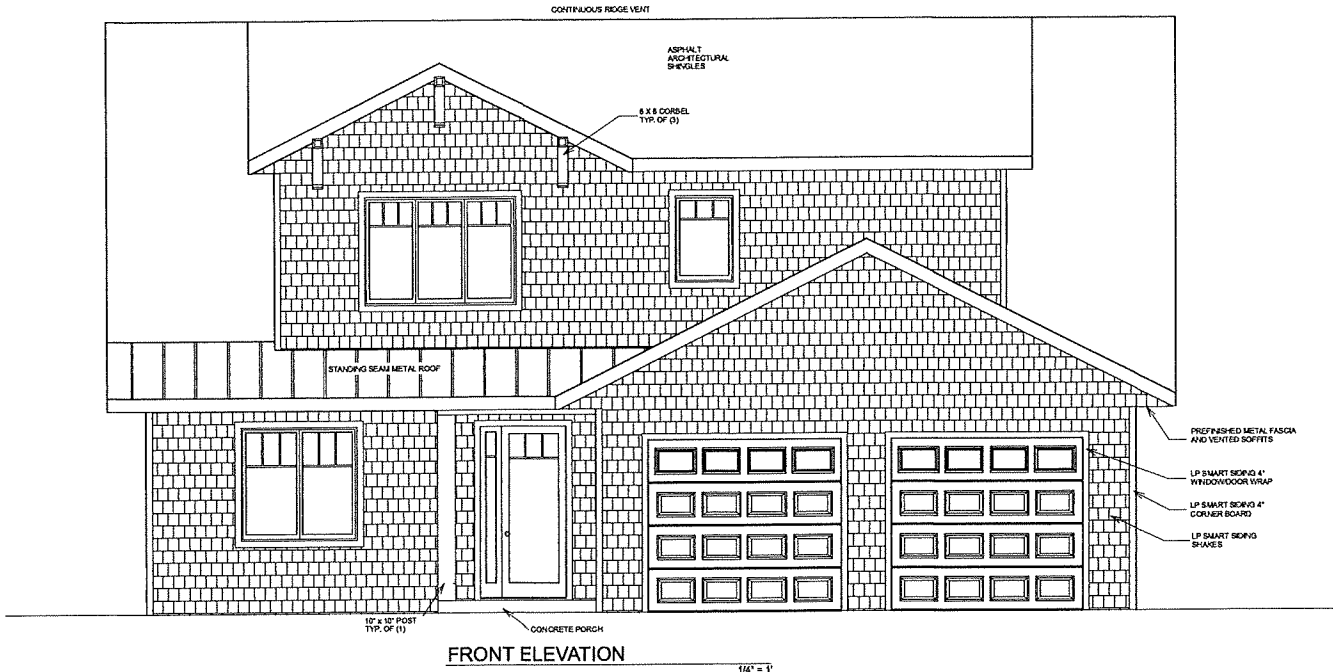 CONTINUOUS RIDGE VENT
ASPHALT
ARCHITECTURAL
SHINGLES
6 X 6 CORBEL
TYP. OF (3)
STANDING SEAM METAL ROOF
PREFINISHED METAL FASCIA
AND VENTED SOFFITS
LP SMART SIDING 4"
WINDOW/DOOR WRAP
LP SMART SIDING 4"
CORNER BOARD
LP SMART SIDING
SHAKES
10" x 10" POST
TYP. OF (1)
CONCRETE PORCH
FRONT ELEVATION
1/4" = 1'